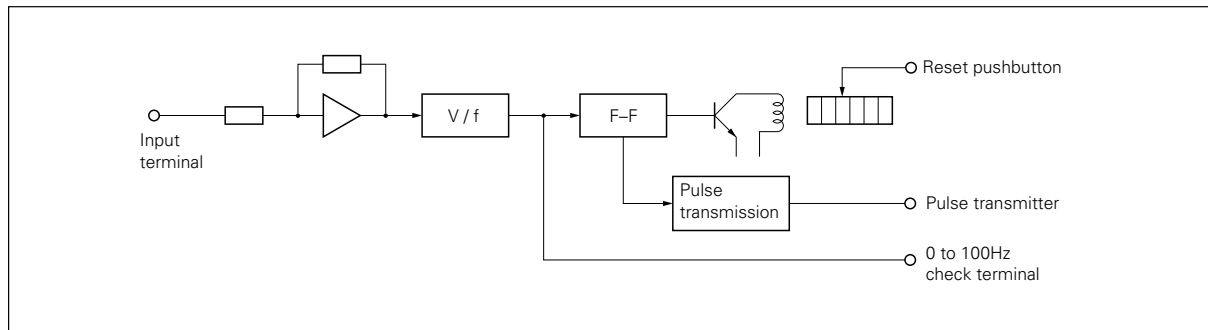 Reset pushbutton
V / f
F–F
Input
terminal
Pulse
transmission
Pulse transmitter
0 to 100Hz
check terminal